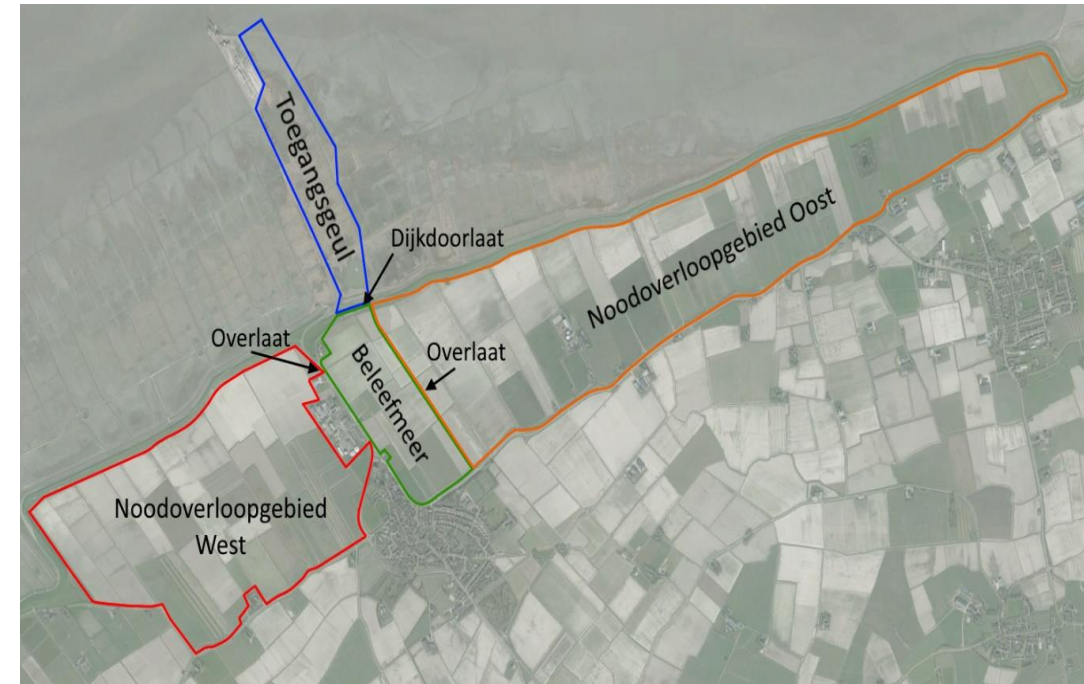 Toegangsgeul
Dijkdoorlaat
Noodoverloopgebied Oost
Overlaat
Overlaat
Beleefmeer
Noodoverloopgebied
West